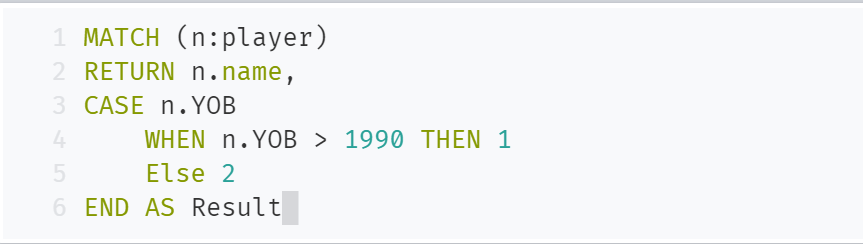 1 MATCH (n:player)
2 RETURN n.name,
3 CASE n.YOB
4     WHEN n.YOB > 1990 THEN 1
5     Else 2
6 END AS Result